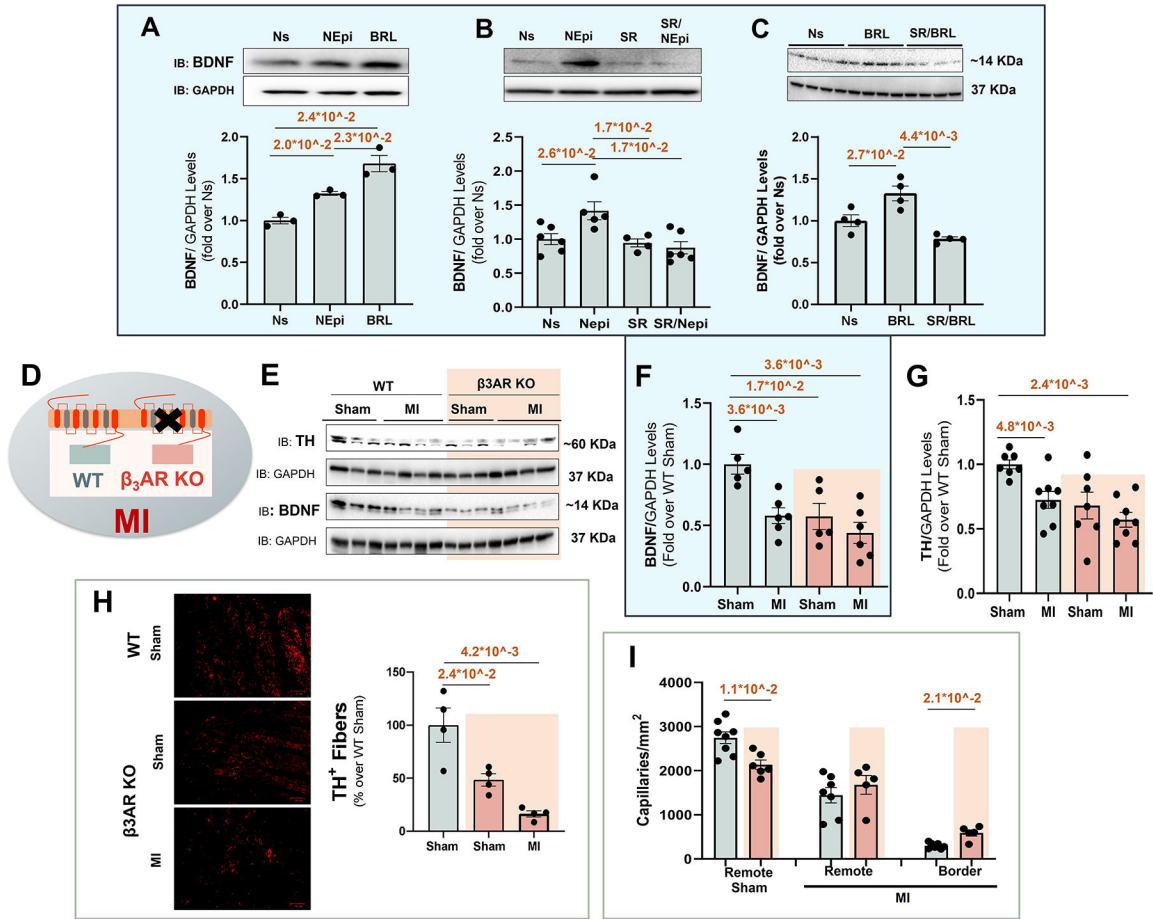 A
Ns NEpi BRL
IB: BDNF
IB: GAPDH
2.4*10^-2
2.0*10^-2 2.3*10^-2
BDNF/ GAPDH Levels
(fold over Ns)
2.0
1.5
1.0
0.5
0.0
Ns NEpi BRL
B
Ns NEpi SR SR/
NEpi
1.7*10^-2
2.6*10^-2 1.7*10^-2
BDNF/ GAPDH Levels
(fold over Ns)
2.5
2.0
1.5
1.0
0.5
0.0
Ns Nepi SR SR/Nepi
C
Ns BRL SR/BRL
~14 KDa
37 KDa
4.4*10^-3
2.7*10^-2
BDNF/ GAPDH Levels
(fold over Ns)
2.0
1.5
1.0
0.5
0.0
Ns BRL SR/BRL
D
WT β3AR KO
MI
E
WT β3AR KO
Sham MI Sham MI
IB: TH ~60 KDa
IB: GAPDH 37 KDa
IB: BDNF ~14 KDa
IB: GAPDH 37 KDa
F
3.6*10^-3
1.7*10^-2
3.6*10^-3
BDNF/GAPDH Levels
(Fold over WT Sham)
1.5
1.0
0.5
0.0
Sham MI Sham MI
G
2.4*10^-3
4.8*10^-3
TH/GAPDH Levels
(Fold over WT Sham)
1.5
1.0
0.5
0.0
Sham MI Sham MI
H
WT
Sham
β3AR KO
Sham
MI
4.2*10^-3
2.4*10^-2
TH+ Fibers
(% over WT Sham)
150
100
50
0
Sham Sham MI
I
1.1*10^-2 2.1*10^-2
Capillaries/mm2
4000
3000
2000
1000
0
Remote Remote Border
Sham
MI